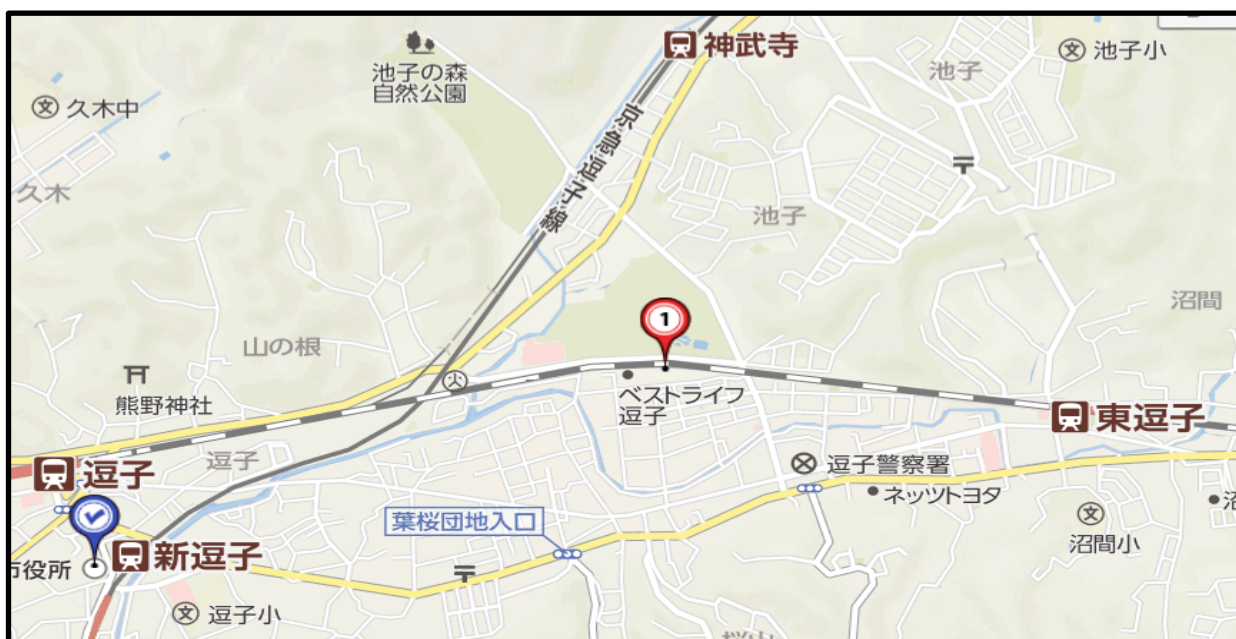 神武寺
池子
池子小
池子の森
自然公園
久木中
京急逗子線
久木
池子
沼間
1
山の根
熊野神社
ベストライフ
逗子
東逗子
逗子
逗子
逗子警察署
ネッツトヨタ
葉桜団地入口
沼間小
新逗子
市役所
逗子小
桜山